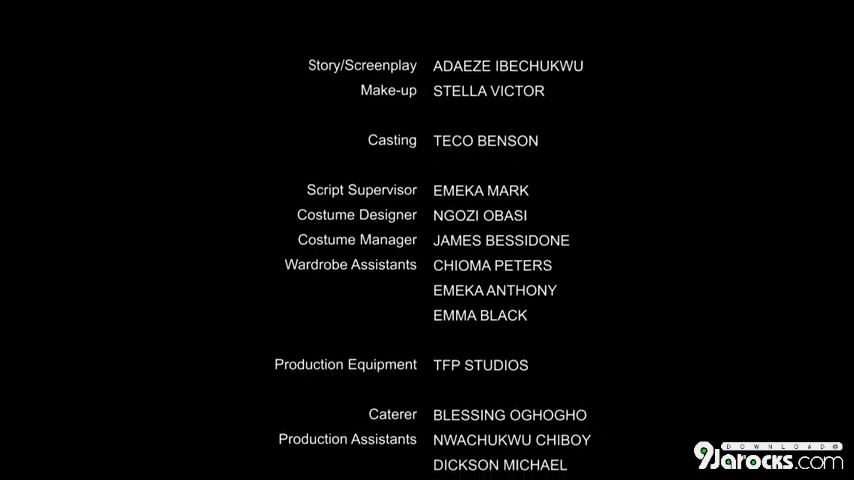 Story/Screenplay ADAEZE IBECHUKWU
Make-up STELLA VICTOR
Casting TECO BENSON
Script Supervisor EMEKA MARK
Costume Designer NGOZI OBASI
Costume Manager JAMES BESSIDONE
Wardrobe Assistants CHIOMA PETERS
EMEKA ANTHONY
EMMA BLACK
Production Equipment TFP STUDIOS
Caterer BLESSING OGHOGHO
Production Assistants NWACHUKWU CHIBOY
DICKSON MICHAEL
DOWNLOAD@
9Jarocks.com